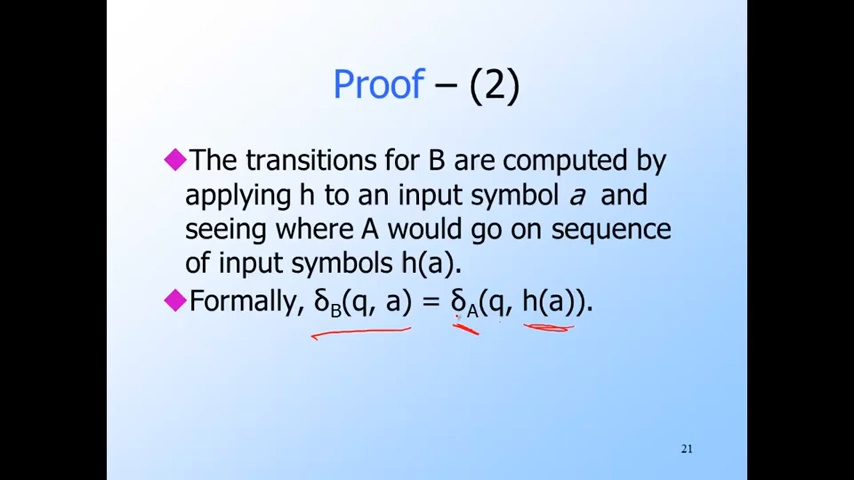 Proof – (2)
◆The transitions for B are computed by
applying h to an input symbol a and
seeing where A would go on sequence
of input symbols h(a).
◆Formally, δB(q, a) = δA(q, h(a)).
21